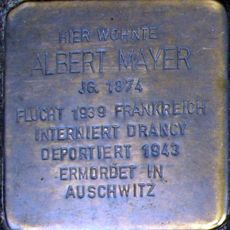 HIER WOHNTE
ALBERT MAYER
JG. 1874
FLUCHT 1939 FRANKREICH
INTERNIERT DRANCY
DEPORTIERT 1943
ERMORDET IN
AUSCHWITZ